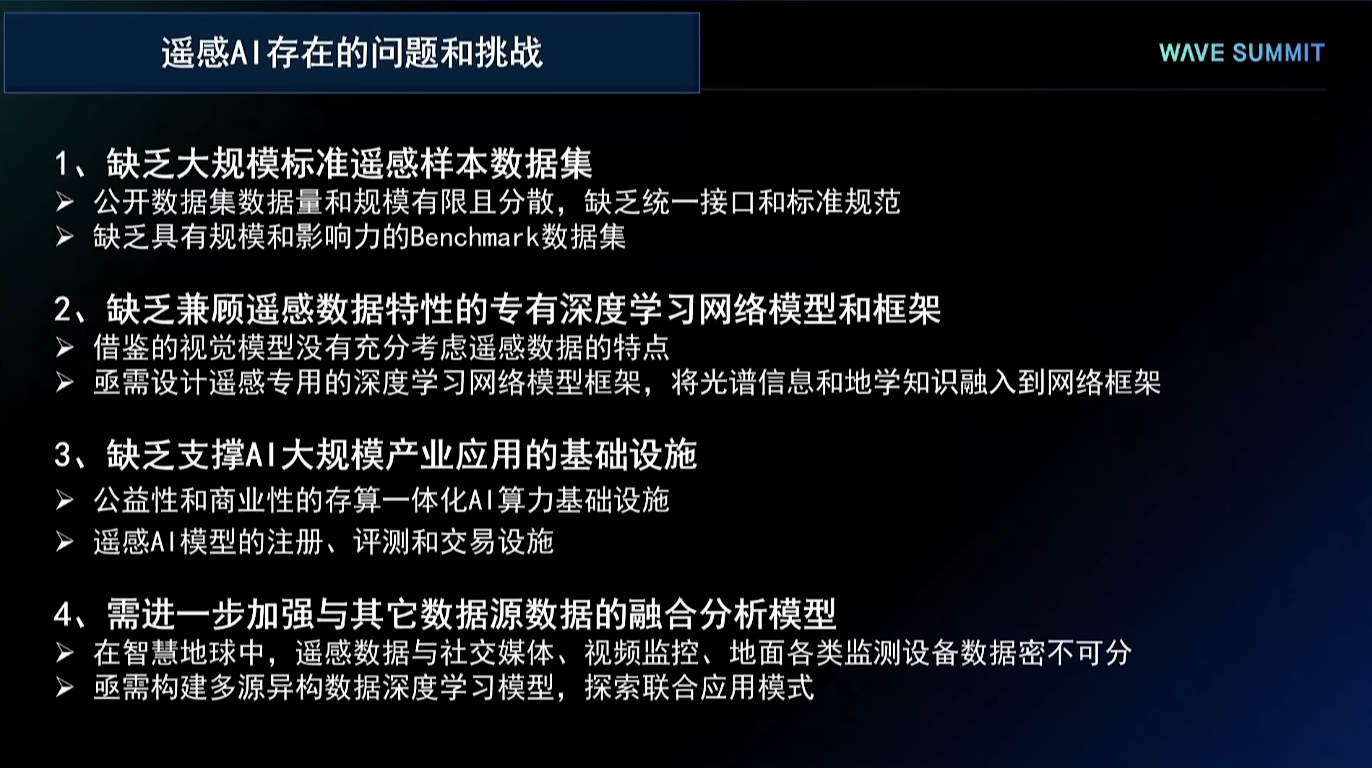 遥感AI存在的问题和挑战
WAVE SUMMIT
1、缺乏大规模标准遥感样本数据集
➢ 公开数据集数据量和规模有限且分散，缺乏统一接口和标准规范
➢ 缺乏具有规模和影响力的Benchmark数据集
2、缺乏兼顾遥感数据特性的专有深度学习网络模型和框架
➢ 借鉴的视觉模型没有充分考虑遥感数据的特点
➢ 亟需设计遥感专用的深度学习网络模型框架，将光谱信息和地学知识融入到网络框架
3、缺乏支撑AI大规模产业应用的基础设施
➢ 公益性和商业性的存算一体化AI算力基础设施
➢ 遥感AI模型的注册、评测和交易设施
4、需进一步加强与其它数据源数据的融合分析模型
➢ 在智慧地球中，遥感数据与社交媒体、视频监控、地面各类监测设备数据密不可分
➢ 亟需构建多源异构数据深度学习模型，探索联合应用模式